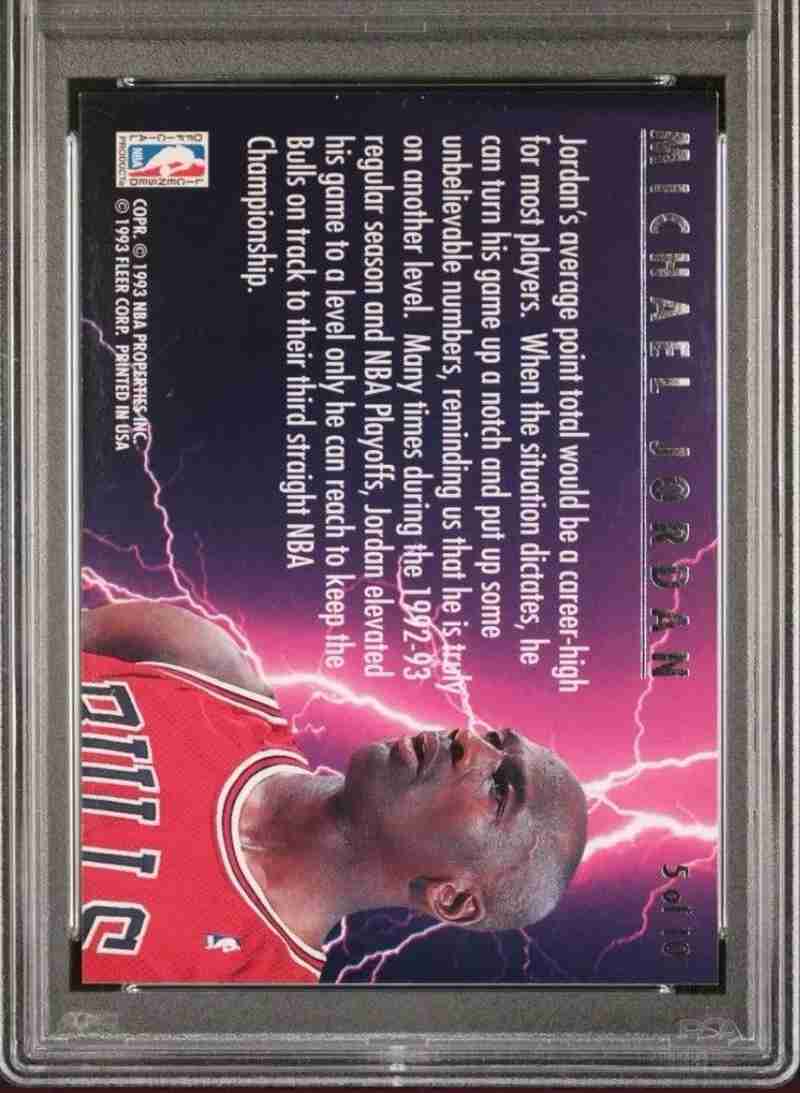 MICHAEL JORDAN
5 of 10
Jordan's average point total would be a career-high
for most players. When the situation dictates, he
can turn his game up a notch and put up some
unbelievable numbers, reminding us that he is truly
on another level. Many times during the 1992-93
regular season and NBA Playoffs, Jordan elevated
his game to a level only he can reach to keep the
Bulls on track to their third straight NBA
Championship.
OFFICIAL
LICENSED
NBA
PRODUCT
COPR. © 1993 NBA PROPERTIES, INC.
© 1993 FLEER CORP. PRINTED IN USA
BULLS
PSA